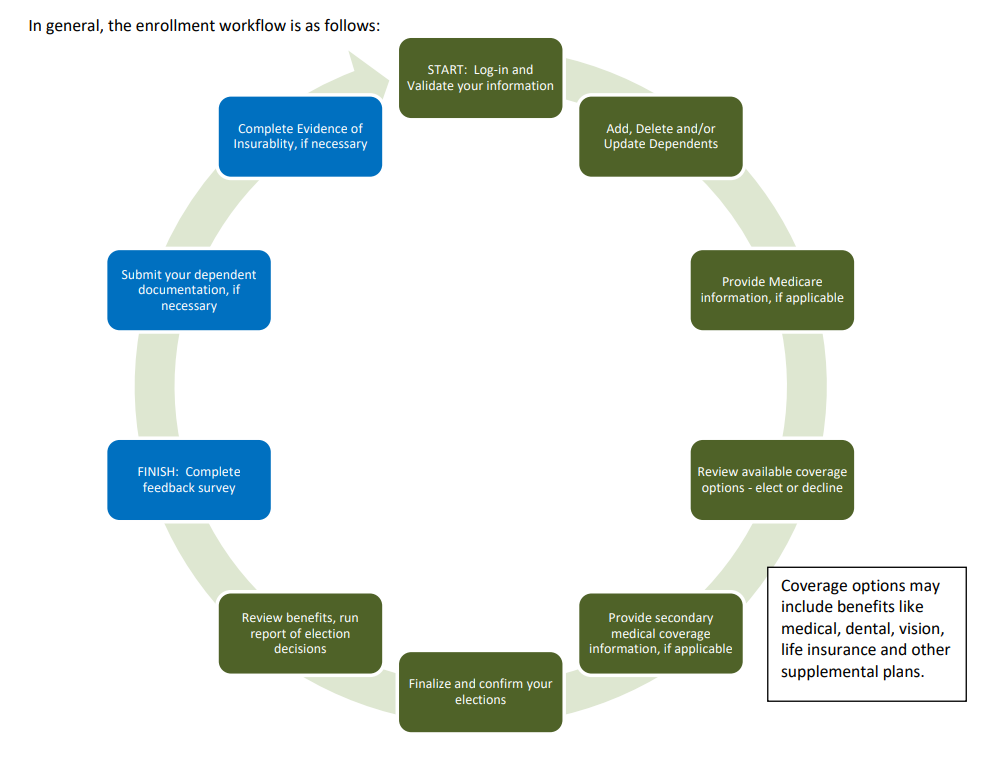 In general, the enrollment workflow is as follows:
START:  Log-in and
Validate your information
Add, Delete and/or
Update Dependents
Provide Medicare
information, if applicable
Review available coverage
options - elect or decline
Coverage options may
include benefits like
medical, dental, vision,
life insurance and other
supplemental plans.
Provide secondary
medical coverage
information, if applicable
Finalize and confirm your
elections
Review benefits, run
report of election
decisions
FINISH:  Complete
feedback survey
Submit your dependent
documentation, if
necessary
Complete Evidence of
Insurablity, if necessary